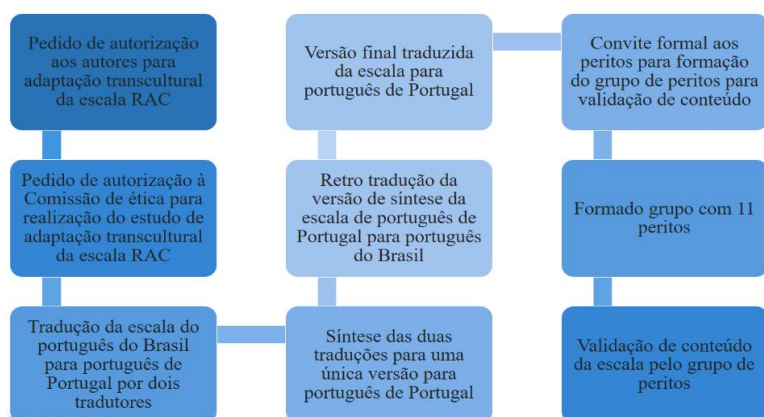 Pedido de autorização
aos autores para
adaptação transcultural
da escala RAC
Pedido de autorização à
Comissão de ética para
realização do estudo de
adaptação transcultural
da escala RAC
Tradução da escala do
português do Brasil
para português de
Portugal por dois
tradutores
Síntese das duas
traduções para uma
única versão para
português de Portugal
Retro tradução da
versão de síntese da
escala de português de
Portugal para português
do Brasil
Versão final traduzida
da escala para
português de Portugal
Convite formal aos
peritos para formação
do grupo de peritos para
validação de conteúdo
Formado grupo com 11
peritos
Validação de conteúdo
da escala pelo grupo de
peritos